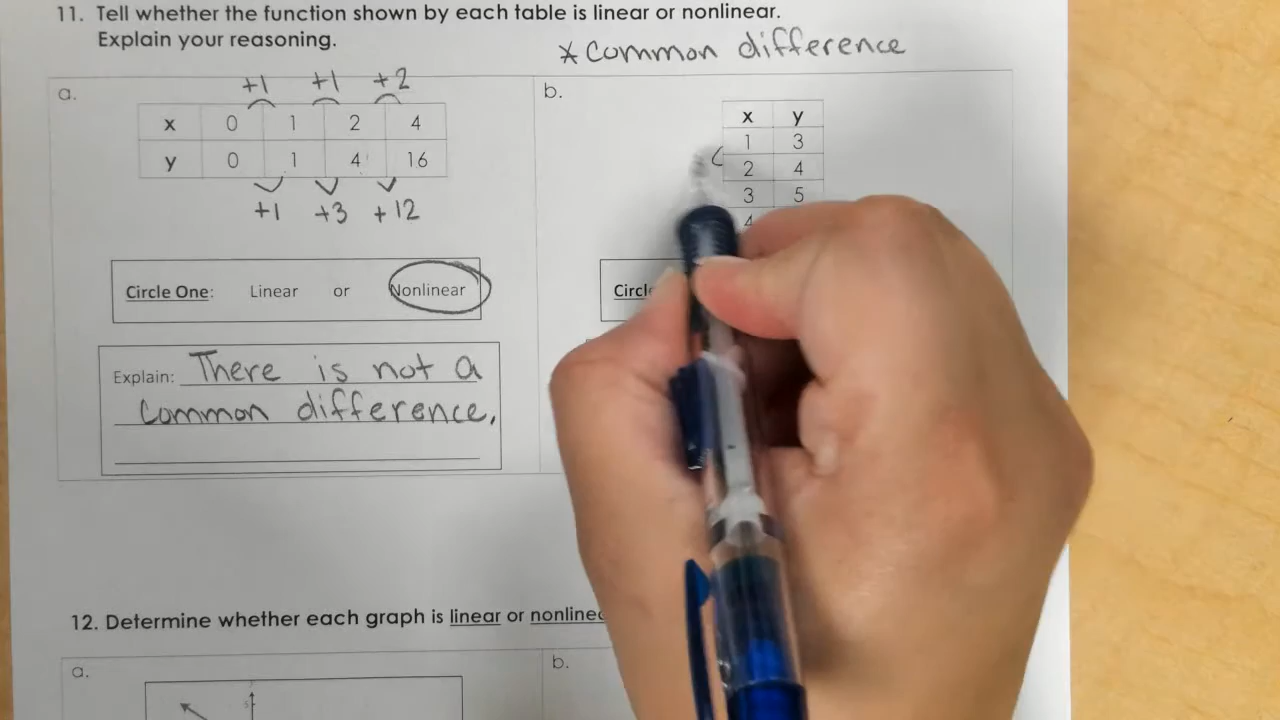 11. Tell whether the function shown by each table is linear or nonlinear.
Explain your reasoning.
* Common difference
a.
+1 +1 +2
x 0 1 2 4
y 0 1 4 16
+1 +3 +12
Circle One: Linear or Nonlinear
Explain: There is not a
common difference.
b.
x y
1 3
2 4
3 5
4
12. Determine whether each graph is linear or
a.
b.